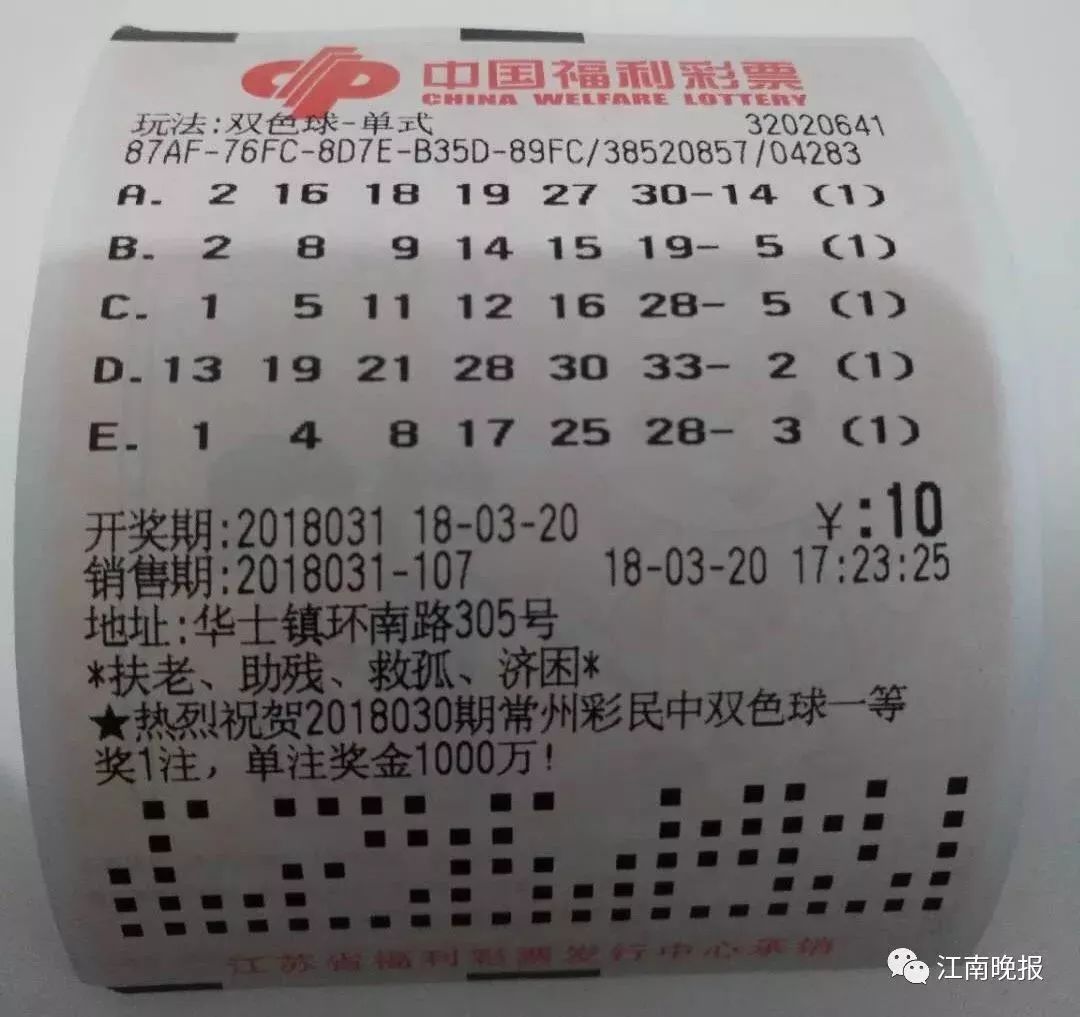 中国福利彩票
CHINA WELFARE LOTTERY
玩法:双色球-单式 32020641
87AF-76FC-8D7E-B35D-89FC/38520857/04283
A. 2 16 18 19 27 30-14 (1)
B. 2 8 9 14 15 19- 5 (1)
C. 1 5 11 12 16 28- 5 (1)
D. 13 19 21 28 30 33- 2 (1)
E. 1 4 8 17 25 28- 3 (1)
开奖期:2018031 18-03-20 ¥:10
销售期:2018031-107 18-03-20 17:23:25
地址:华士镇环南路305号
*扶老、助残、救孤、济困*
★热烈祝贺2018030期常州彩民中双色球一等
奖1注，单注奖金1000万!
江苏省福利彩票发行中心承销
江南晚报